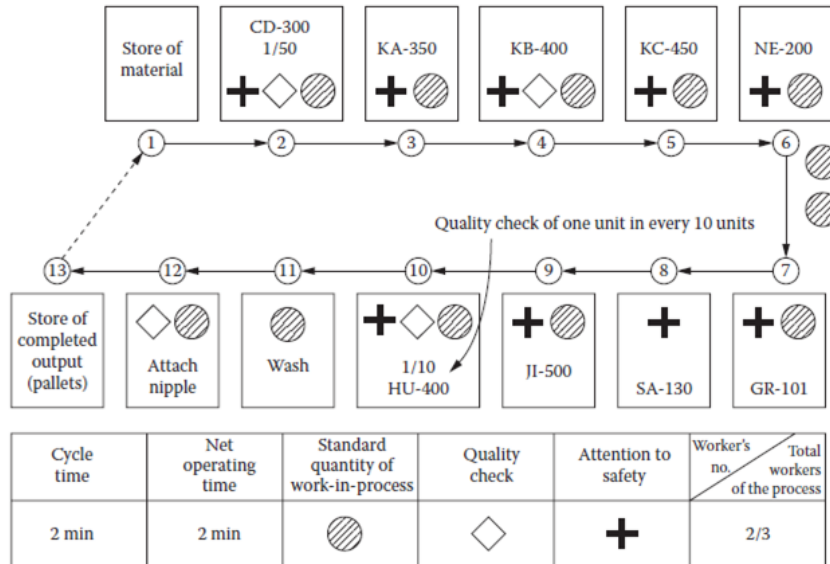 Store of
material
CD-300
1/50
KA-350
KB-400
KC-450
NE-200
1
2
3
4
5
6
Quality check of one unit in every 10 units
13
12
11
10
9
8
7
Store of
completed
output
(pallets)
Attach
nipple
Wash
1/10
HU-400
JI-500
SA-130
GR-101
Cycle
time
Net
operating
time
Standard
quantity of
work-in-process
Quality
check
Attention to
safety
Worker's
no.
Total
workers
of the process
2 min
2 min
2/3